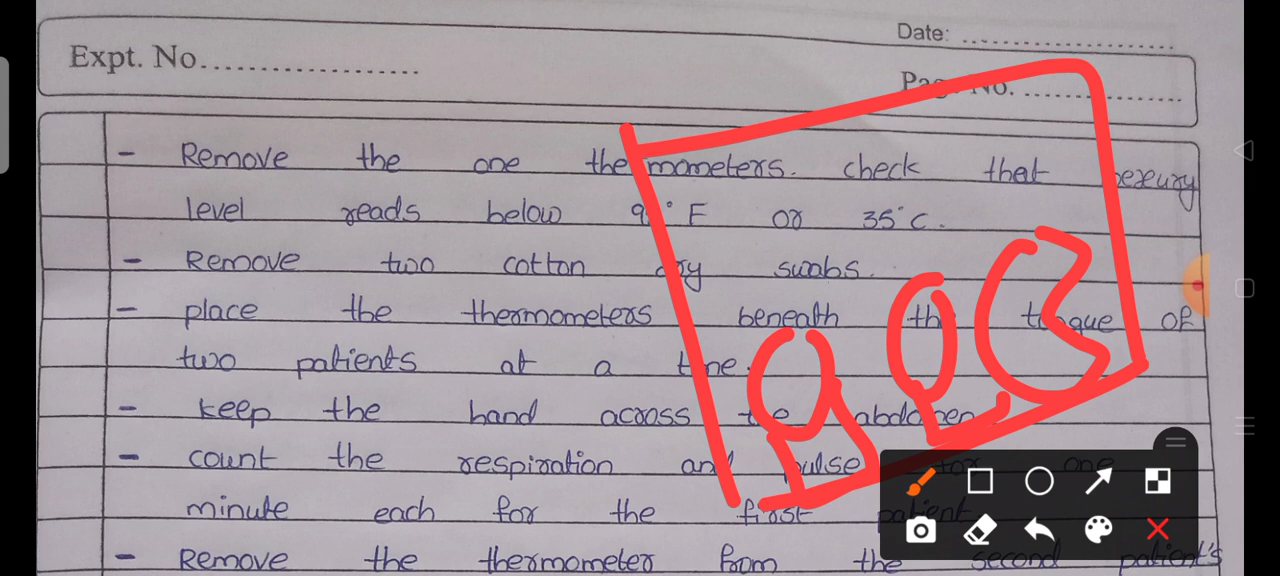 Date: ......................
Expt. No...................
Page No. ...............
- Remove the one thermometers. check that
level reads below °F or 35°C.
- Remove two cotton dry swabs.
- place the thermometers beneath the tongue of
two patients at a time.
- keep the hand across the abdomen.
- count the respiration and pulse for one
minute each for the first patient
- Remove the thermometer from the second patient's